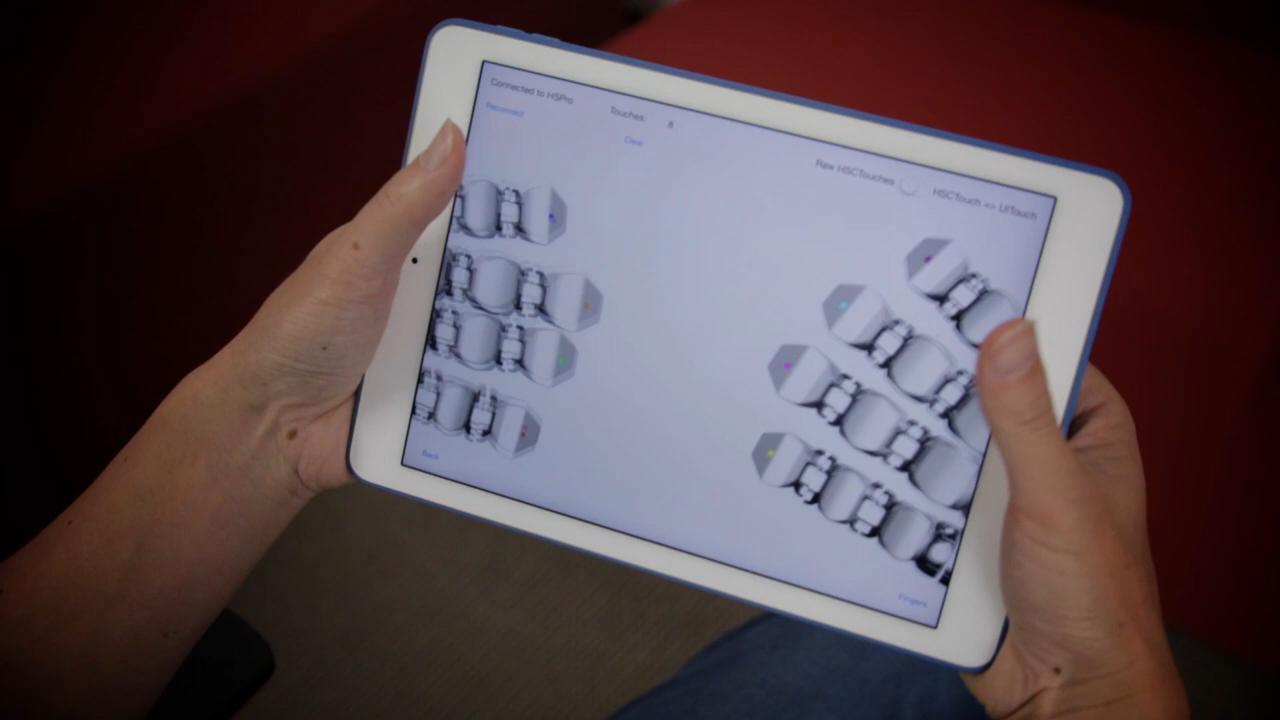 Connected to HSPro
Touches: 8
Reconnect
Clear
Raw HSCTouches
HSCTouch <> UITouch
Back
Fingers